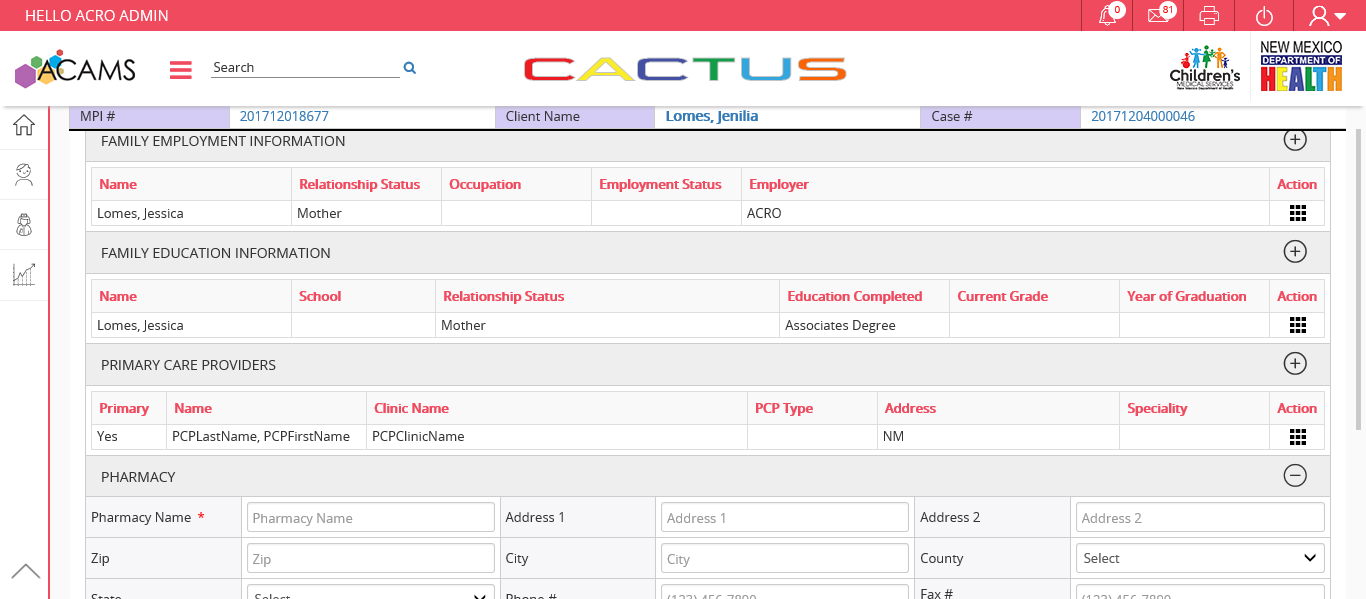 HELLO ACRO ADMIN 0 81
ACAMS Search CACTUS Children's MEDICAL SERVICES New Mexico Department of Health NEW MEXICO DEPARTMENT OF HEALTH
MPI # 201712018677 Client Name Lomes, Jenilia Case # 20171204000046
FAMILY EMPLOYMENT INFORMATION
Name Relationship Status Occupation Employment Status Employer Action
Lomes, Jessica Mother ACRO
FAMILY EDUCATION INFORMATION
Name School Relationship Status Education Completed Current Grade Year of Graduation Action
Lomes, Jessica Mother Associates Degree
PRIMARY CARE PROVIDERS
Primary Name Clinic Name PCP Type Address Speciality Action
Yes PCPLastName, PCPFirstName PCPClinicName NM
PHARMACY
Pharmacy Name * Pharmacy Name Address 1 Address 1 Address 2 Address 2
Zip Zip City City County Select
State Select Phone # (123) 456-7890 Fax # (123) 456-7890